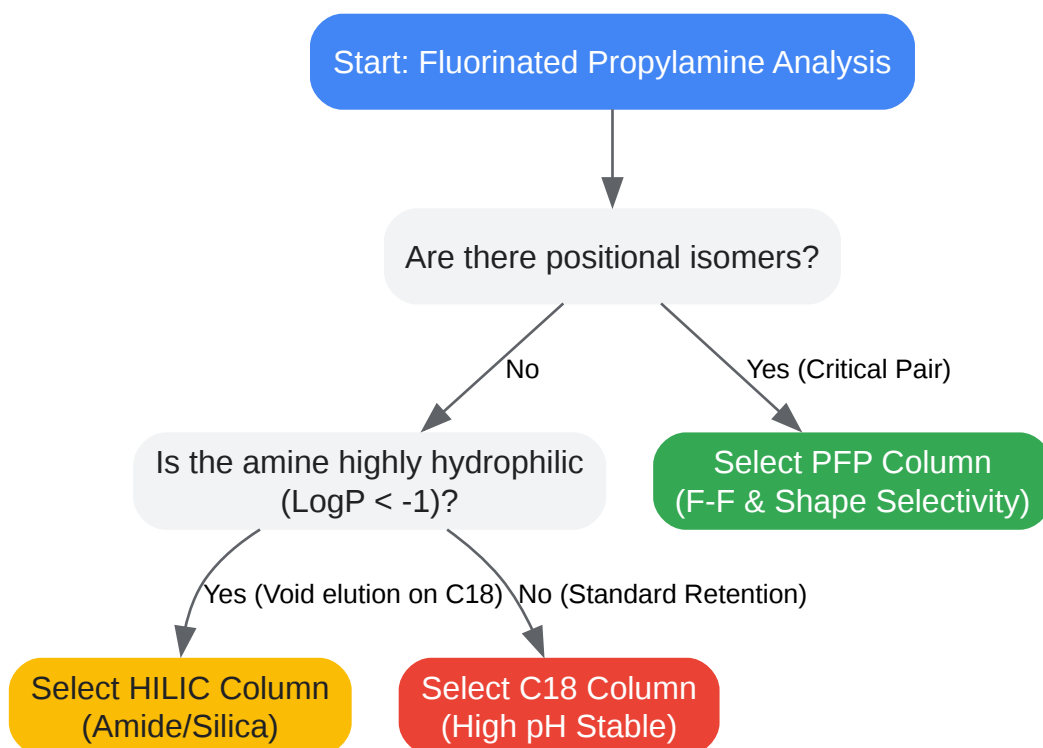 Start: Fluorinated Propylamine Analysis
Are there positional isomers?
No
Yes (Critical Pair)
Is the amine highly hydrophilic
(LogP < -1)?
Select PFP Column
(F-F & Shape Selectivity)
Yes (Void elution on C18)
No (Standard Retention)
Select HILIC Column
(Amide/Silica)
Select C18 Column
(High pH Stable)